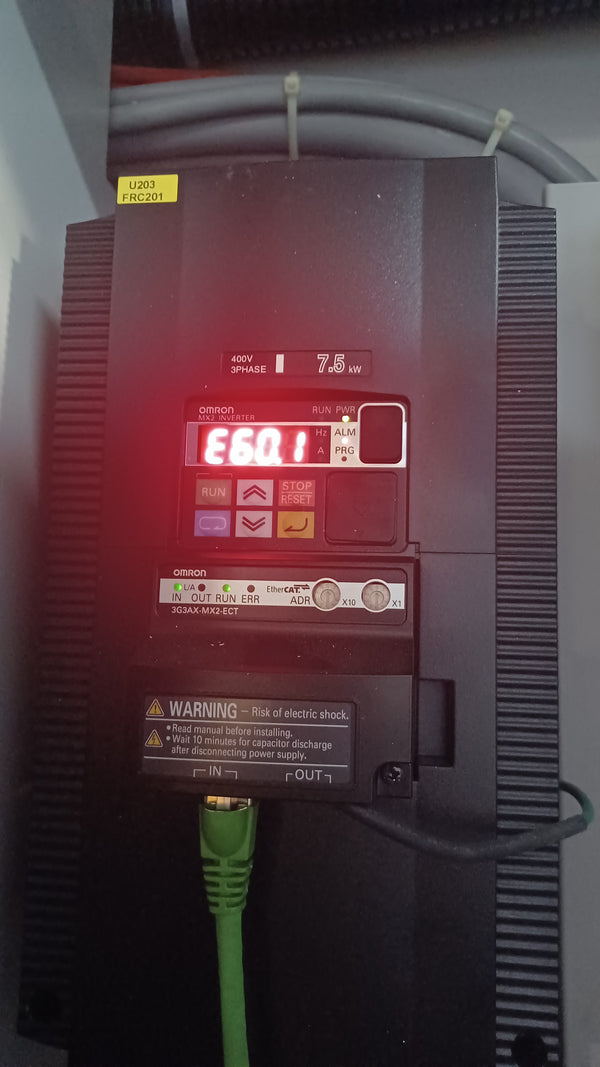 U203
FRC201
400V
3PHASE
7.5 kW
OMRON
MX2 INVERTER
RUN PWR
E60.1
Hz ALM
A PRG
RUN
STOP
RESET
OMRON
L/A
IN OUT RUN ERR
EtherCAT
ADR X10 X1
3G3AX-MX2-ECT
WARNING – Risk of electric shock.
• Read manual before installing.
• Wait 10 minutes for capacitor discharge
after disconnecting power supply.
IN OUT